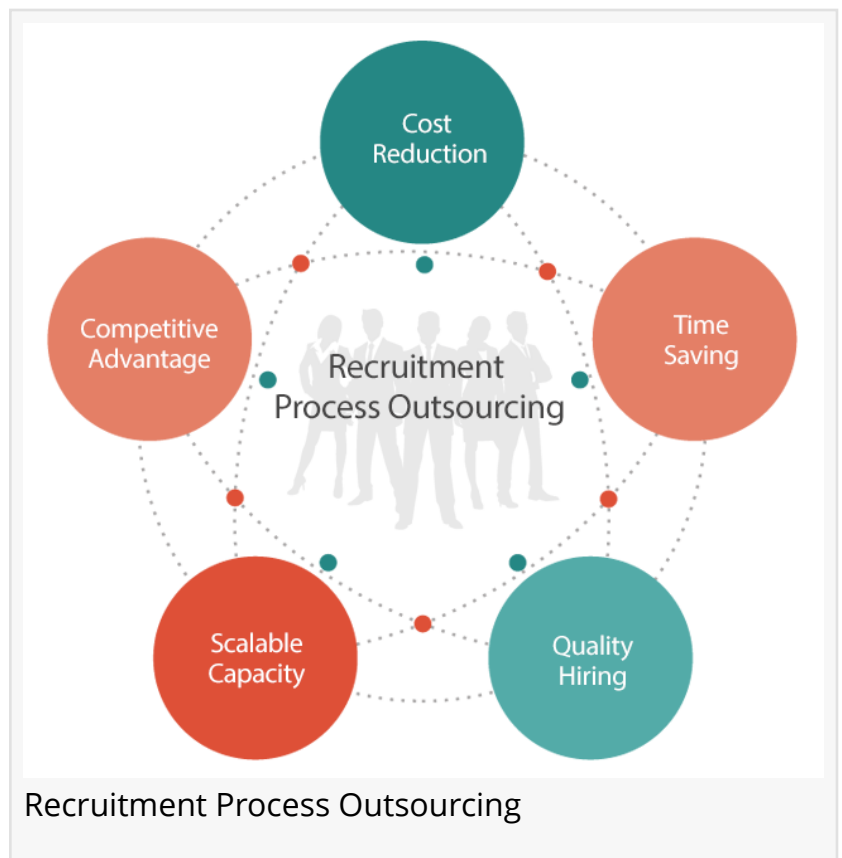 Cost
Reduction
Competitive
Advantage
Time
Saving
Recruitment
Process Outsourcing
Scalable
Capacity
Quality
Hiring
Recruitment Process Outsourcing